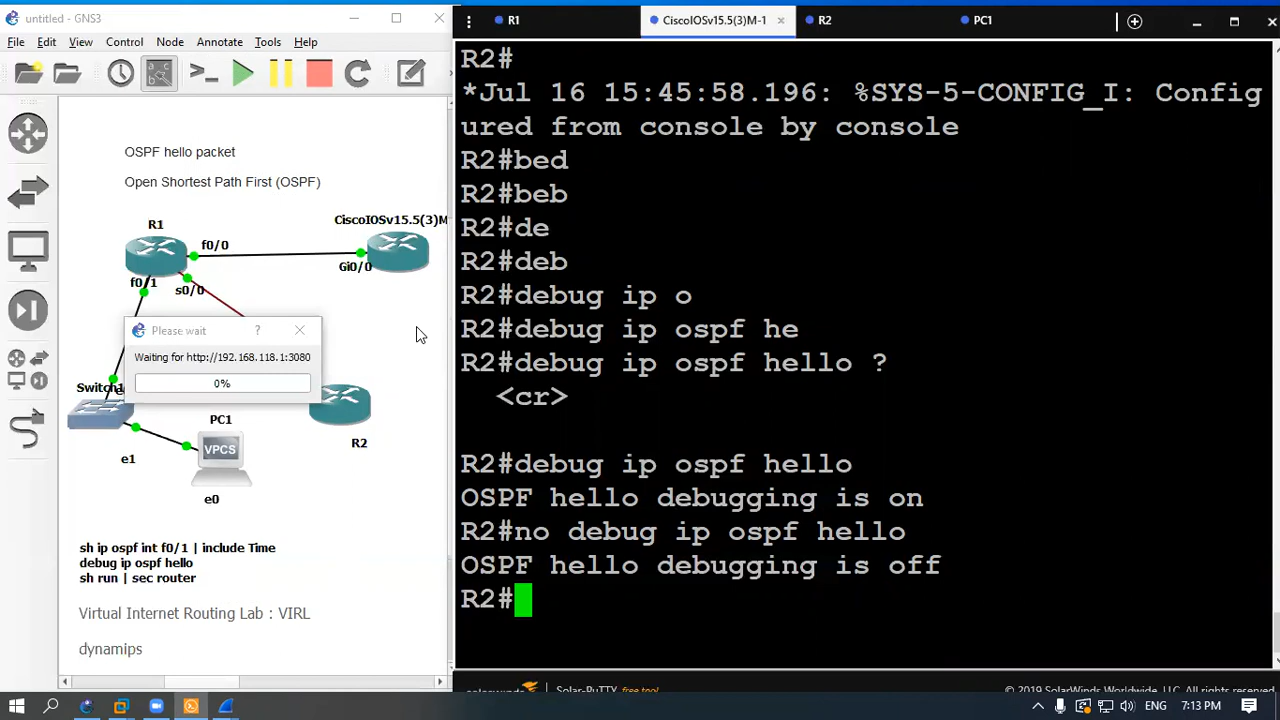 untitled - GNS3
File Edit View Control Node Annotate Tools Help
OSPF hello packet
Open Shortest Path First (OSPF)
R1
CiscoIOSv15.5(3)M
f0/0
Gi0/0
f0/1
s0/0
Please wait
?
Waiting for http://192.168.118.1:3080
0%
Switch1
PC1
VPCS
R2
e1
e0
sh ip ospf int f0/1 | include Time
debug ip ospf hello
sh run | sec router
Virtual Internet Routing Lab : VIRL
dynamips
R1
CiscoIOSv15.5(3)M-1
R2
PC1
R2#
*Jul 16 15:45:58.196: %SYS-5-CONFIG_I: Config
ured from console by console
R2#bed
R2#beb
R2#de
R2#deb
R2#debug ip o
R2#debug ip ospf he
R2#debug ip ospf hello ?
<cr>
R2#debug ip ospf hello
OSPF hello debugging is on
R2#no debug ip ospf hello
OSPF hello debugging is off
R2#
solarwinds
Solar-PuTTY free tool
© 2019 SolarWinds Worldwide, LLC. All rights reserved.
ENG
7:13 PM